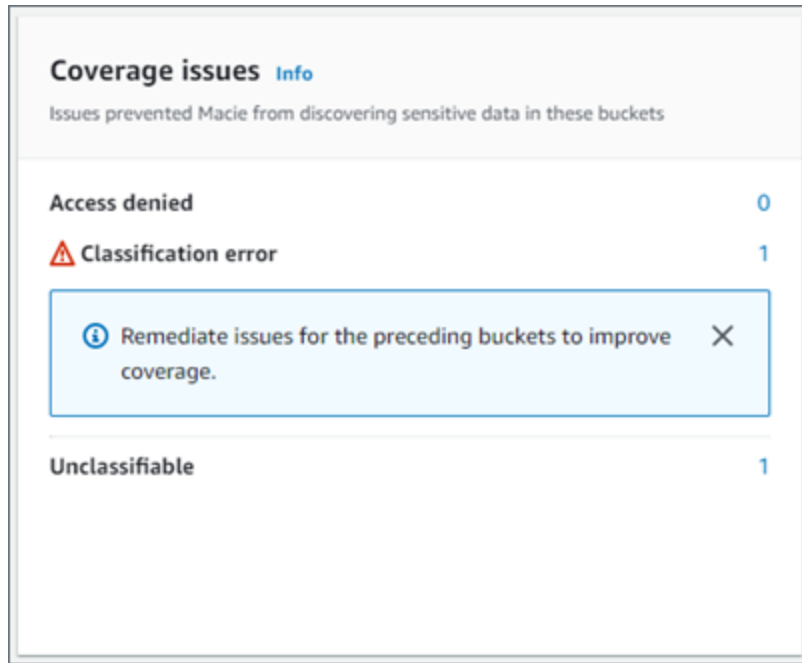 Coverage issues Info
Issues prevented Macie from discovering sensitive data in these buckets
Access denied 0
Classification error 1
Remediate issues for the preceding buckets to improve
coverage.
Unclassifiable 1